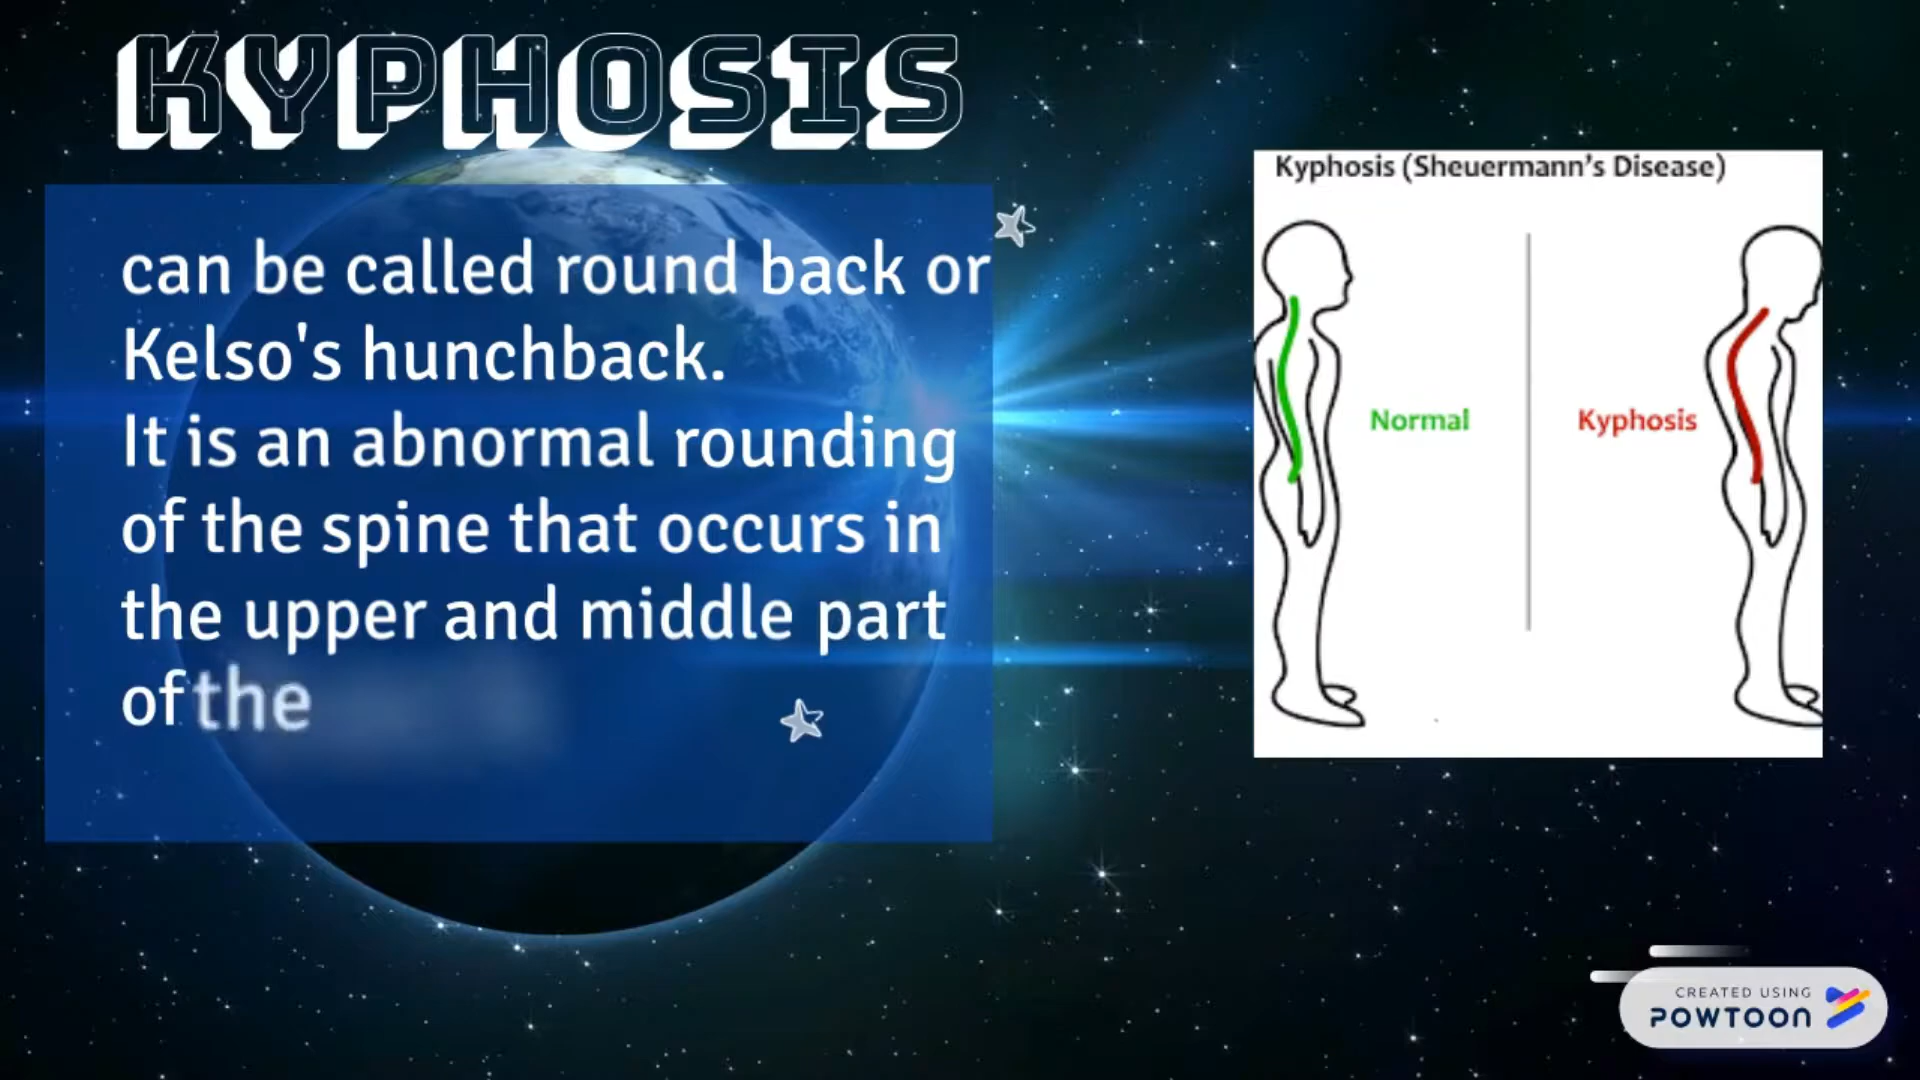 KYPHOSIS
can be called round back or
Kelso's hunchback.
It is an abnormal rounding
of the spine that occurs in
the upper and middle part
of the
Kyphosis (Sheuermann's Disease)
Normal
Kyphosis
CREATED USING
POWTOON